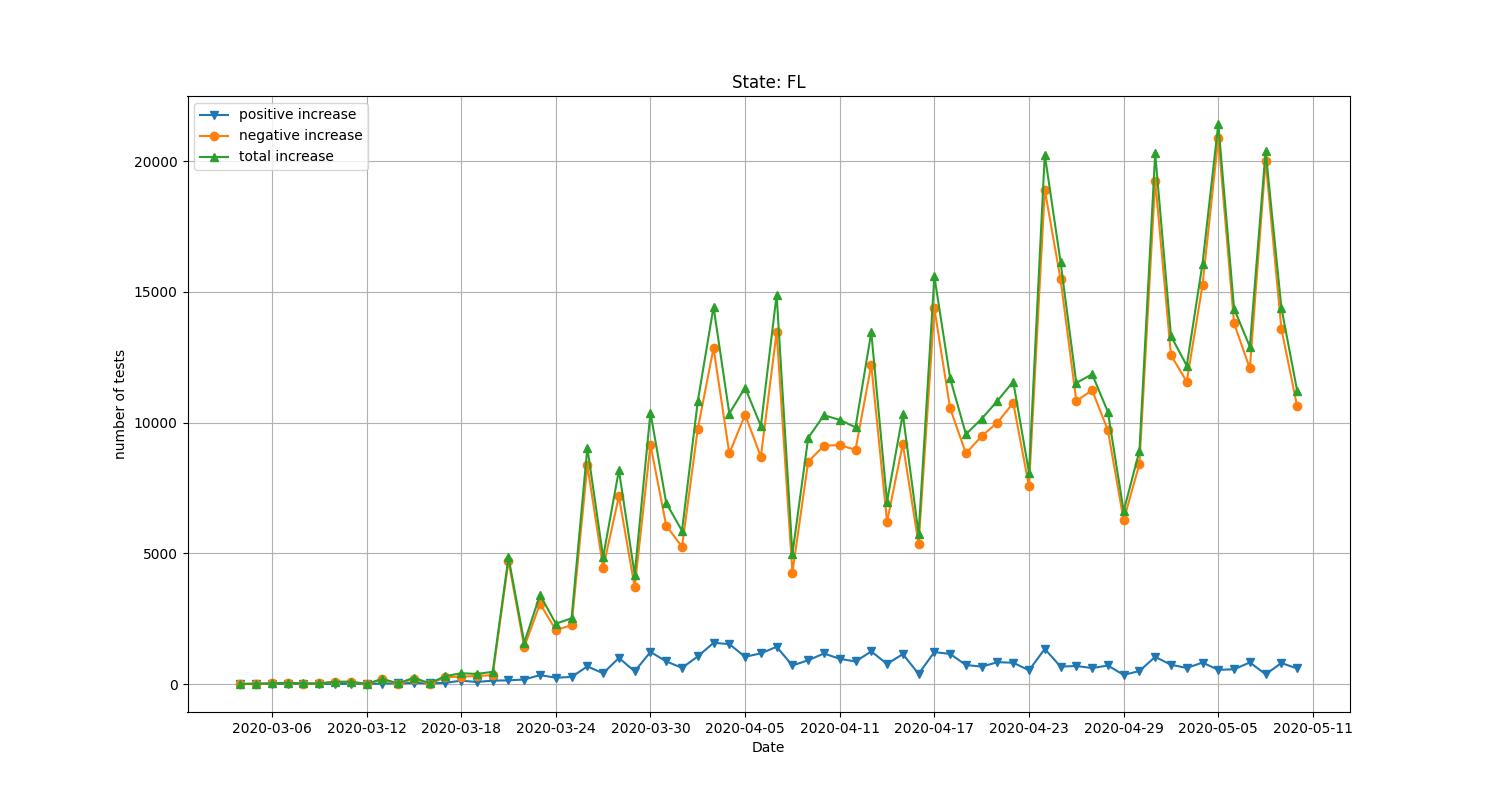 State: FL
positive increase
negative increase
total increase
20000
15000
10000
5000
0
number of tests
2020-03-06 2020-03-12 2020-03-18 2020-03-24 2020-03-30 2020-04-05 2020-04-11 2020-04-17 2020-04-23 2020-04-29 2020-05-05 2020-05-11
Date